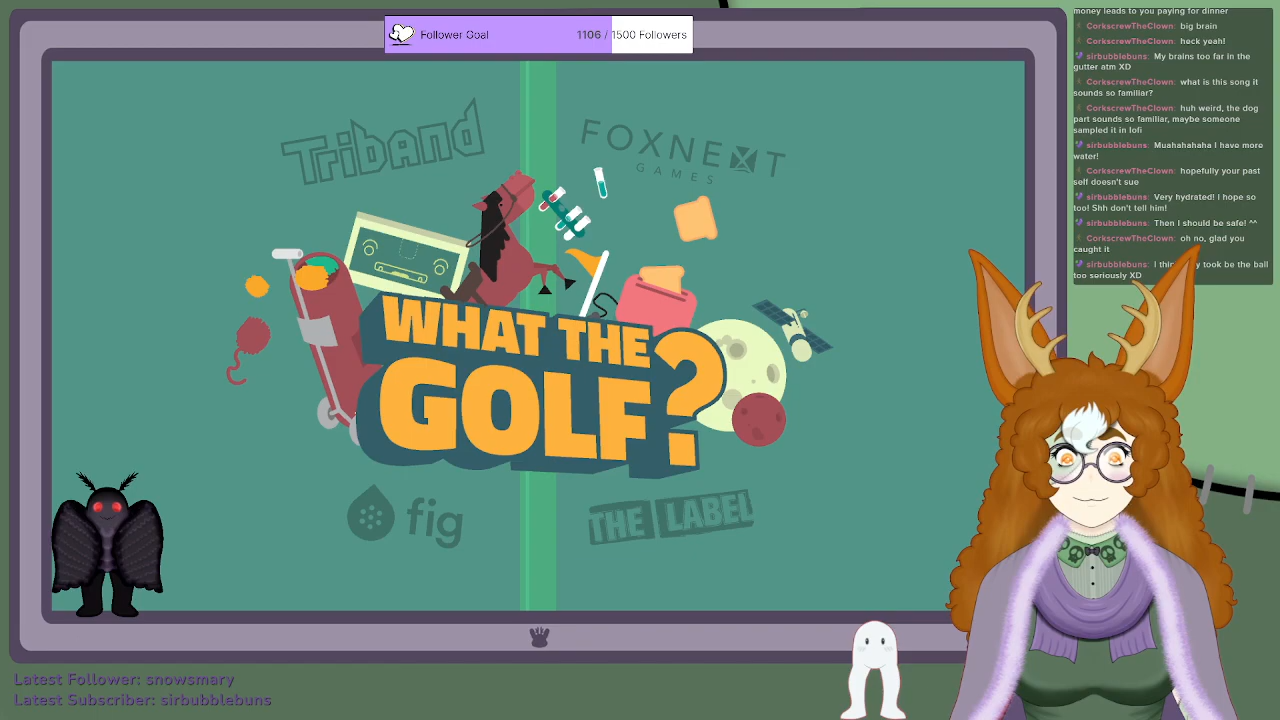 Follower Goal 1106 / 1500 Followers
money leads to you paying for dinner
CorkscrewTheClown: big brain
CorkscrewTheClown: heck yeah!
sirbubblebuns: My brains too far in the
gutter atm XD
CorkscrewTheClown: what is this song it
sounds so familiar?
CorkscrewTheClown: huh weird, the dog
part sounds so familiar, maybe someone
sampled it in lofi
sirbubblebuns: Muahahahaha I have more
water!
CorkscrewTheClown: hopefully your past
self doesn't sue
sirbubblebuns: Very hydrated! I hope so
too! Shh don't tell him!
sirbubblebuns: Then I should be safe! ^^
CorkscrewTheClown: oh no, glad you
caught it
sirbubblebuns: I took be the ball
too seriously XD
Triband
FOXNEXT
GAMES
WHAT THE
GOLF?
fig
THE LABEL
Latest Follower: snowsmary
Latest Subscriber: sirbubblebuns